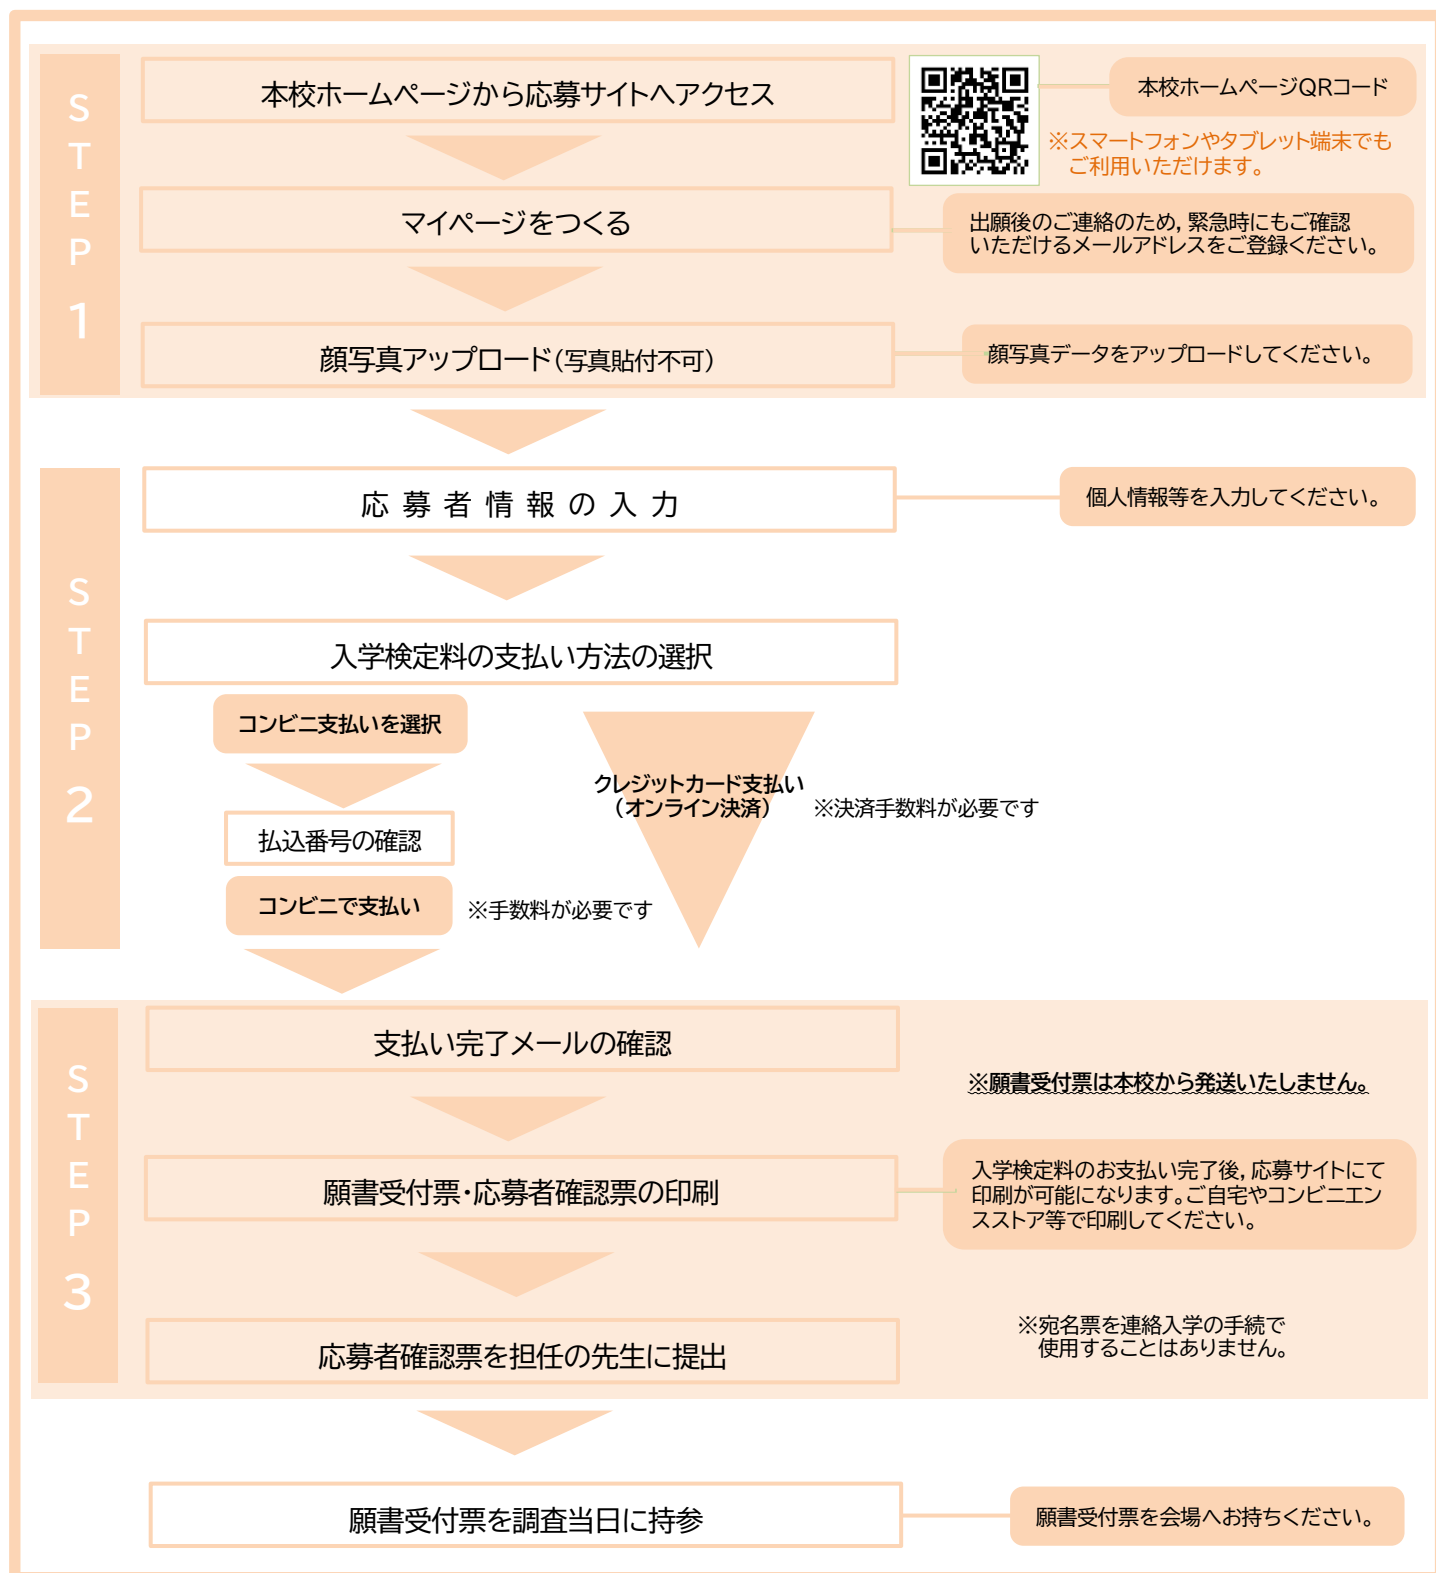 STEP1
本校ホームページから応募サイトへアクセス
本校ホームページQRコード
※スマートフォンやタブレット端末でも
ご利用いただけます。
マイページをつくる
出願後のご連絡のため,緊急時にもご確認
いただけるメールアドレスをご登録ください。
顔写真アップロード(写真貼付不可)
顔写真データをアップロードしてください。
STEP2
応募者情報の入力
個人情報等を入力してください。
入学検定料の支払い方法の選択
コンビニ支払いを選択
払込番号の確認
コンビニで支払い
※手数料が必要です
クレジットカード支払い
(オンライン決済)
※決済手数料が必要です
STEP3
支払い完了メールの確認
※願書受付票は本校から発送いたしません。
願書受付票・応募者確認票の印刷
入学検定料のお支払い完了後,応募サイトにて
印刷が可能になります。ご自宅やコンビニエン
スストア等で印刷してください。
応募者確認票を担任の先生に提出
※宛名票を連絡入学の手続で
使用することはありません。
願書受付票を調査当日に持参
願書受付票を会場へお持ちください。